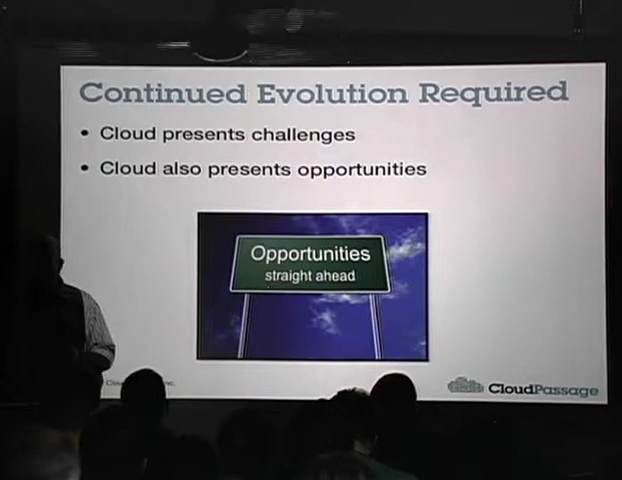 Continued Evolution Required
• Cloud presents challenges
• Cloud also presents opportunities
Opportunities
straight ahead
CloudPassage